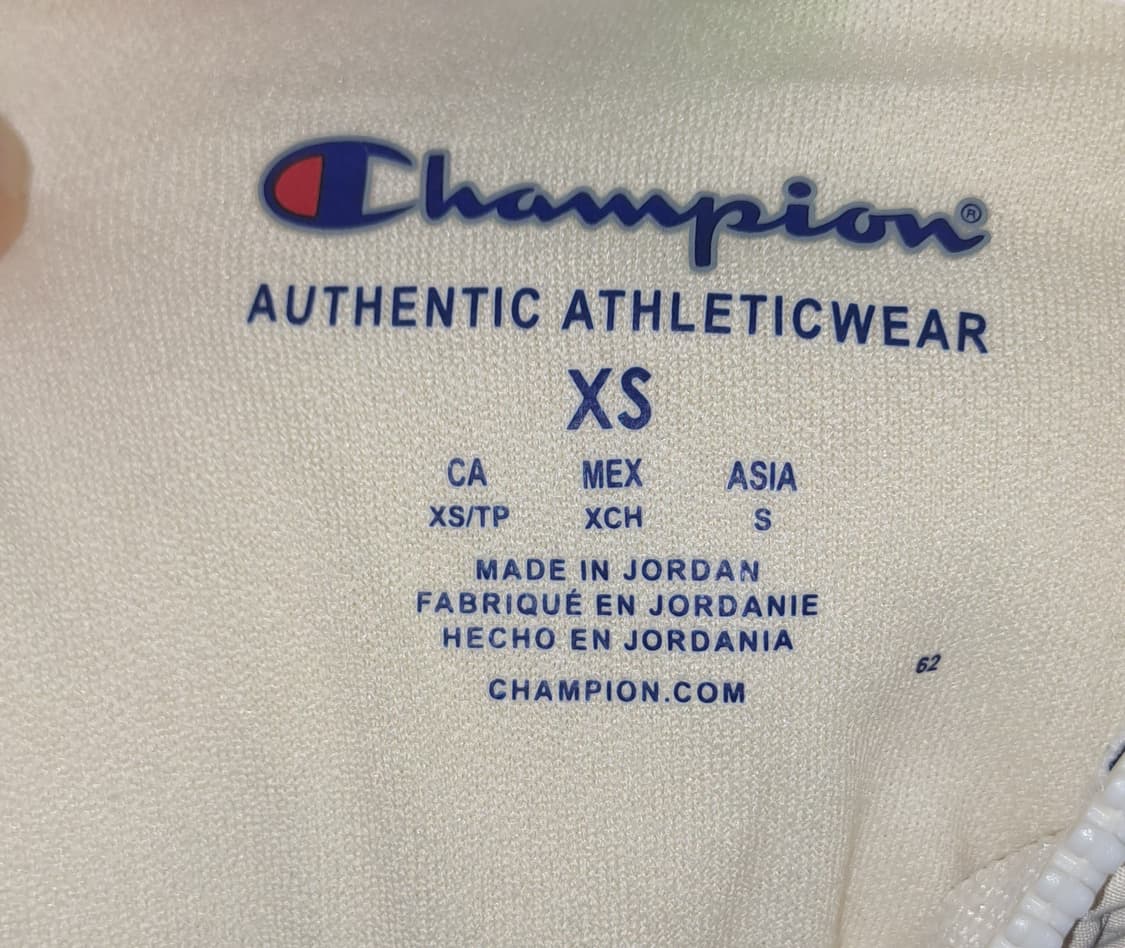 Champion®
AUTHENTIC ATHLETICWEAR
XS
CA MEX ASIA
XS/TP XCH S
MADE IN JORDAN
FABRIQUÉ EN JORDANIE
HECHO EN JORDANIA
62
CHAMPION.COM